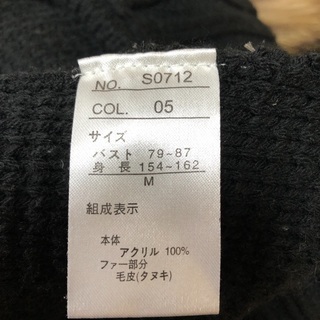 NO. S0712
COL. 05
サイズ
バスト 79~87
身長 154~162
M
組成表示
本体
アクリル 100%
ファー部分
毛皮(タヌキ)